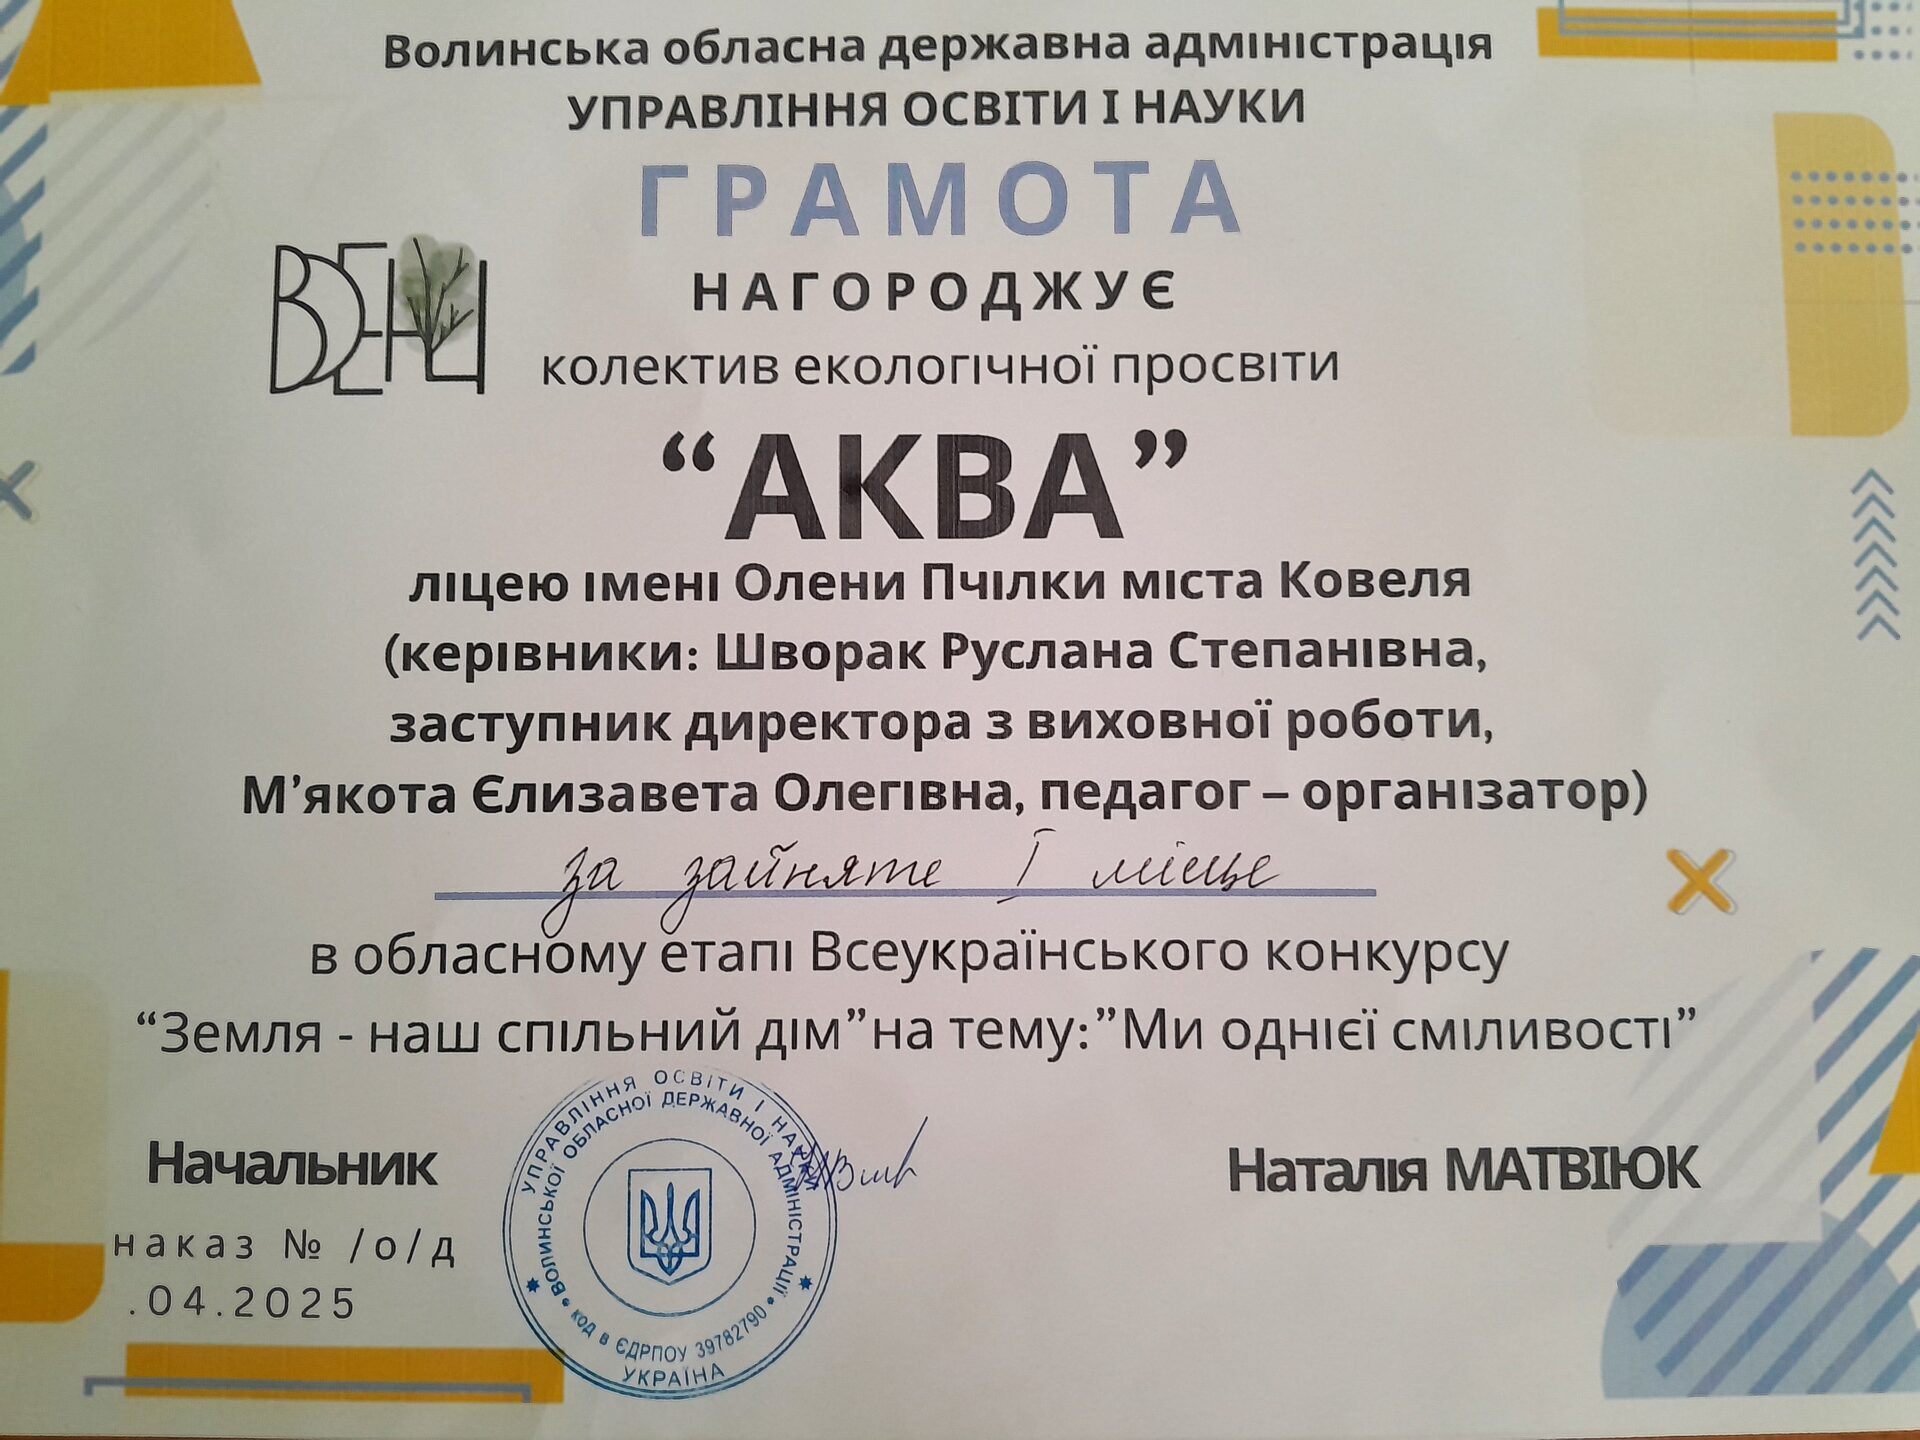 Волинська обласна державна адміністрація
УПРАВЛІННЯ ОСВІТИ І НАУКИ
ГРАМОТА
НАГОРОДЖУЄ
ВОЕНЦ
колектив екологічної просвіти
“АКВА”
ліцею імені Олени Пчілки міста Ковеля
(керівники: Шворак Руслана Степанівна,
заступник директора з виховної роботи,
М’якота Єлизавета Олегівна, педагог – організатор)
за зайняте І місце
в обласному етапі Всеукраїнського конкурсу
“Земля - наш спільний дім”на тему:”Ми однієї сміливості”
Начальник
Наталія МАТВІЮК
наказ № /о/д
.04.2025
УПРАВЛІННЯ ОСВІТИ І НАУКИ
ВОЛИНСЬКОЇ ОБЛАСНОЇ ДЕРЖАВНОЇ АДМІНІСТРАЦІЇ
код в ЄДРПОУ 39782790
УКРАЇНА